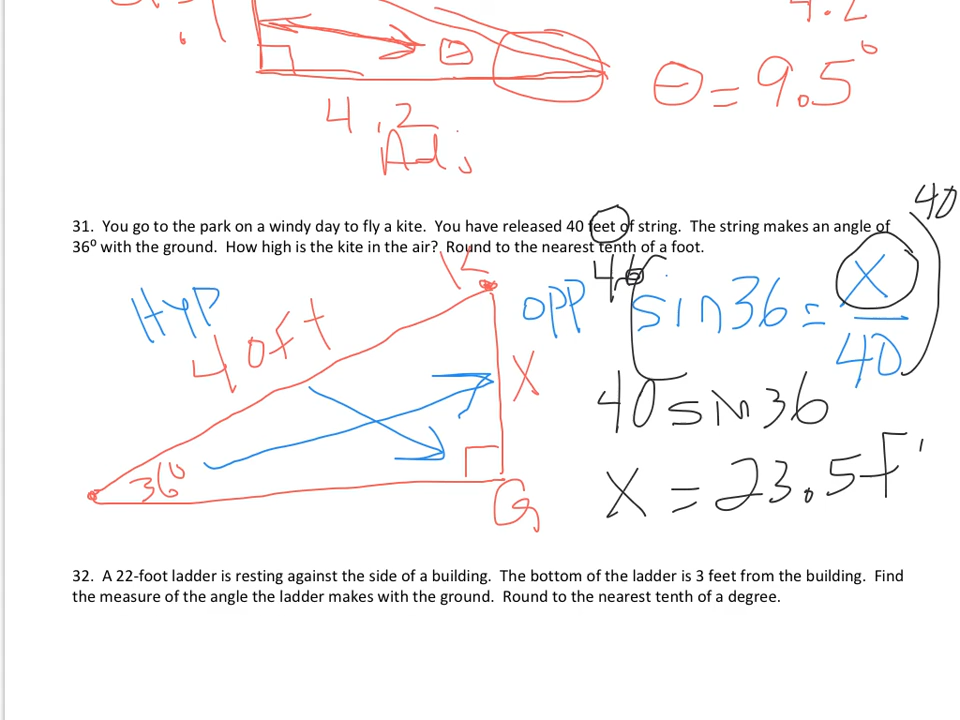 4.2
θ
θ = 9.5°
4.2
Adj
31. You go to the park on a windy day to fly a kite. You have released 40 feet of string. The string makes an angle of
36º with the ground. How high is the kite in the air? Round to the nearest tenth of a foot.
40
K
HYP
40ft
OPP
40
sin36 = X
40
X
40 sin 36
36°
G
X = 23.5 f
32. A 22-foot ladder is resting against the side of a building. The bottom of the ladder is 3 feet from the building. Find
the measure of the angle the ladder makes with the ground. Round to the nearest tenth of a degree.